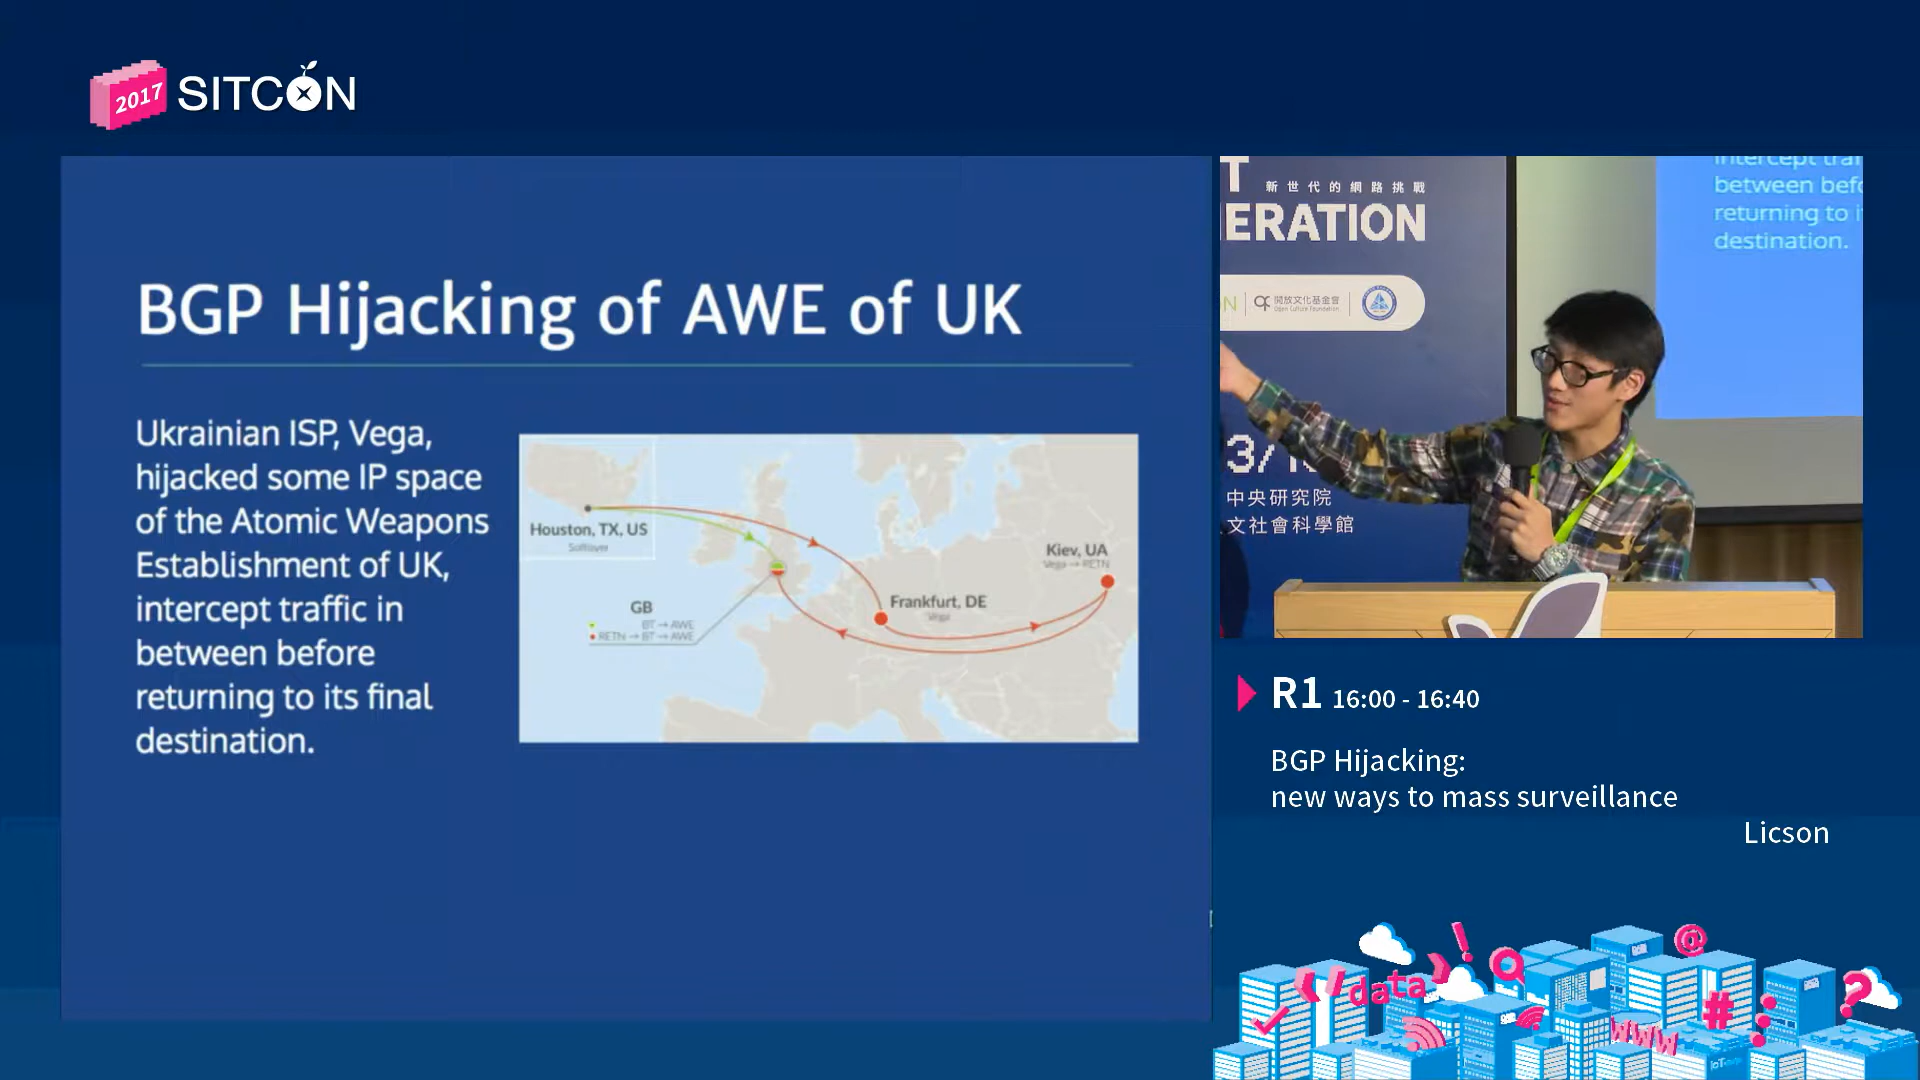 2017 SITCON
BGP Hijacking of AWE of UK
Ukrainian ISP, Vega,
hijacked some IP space
of the Atomic Weapons
Establishment of UK,
intercept traffic in
between before
returning to its final
destination.
Houston, TX, US
Softlayer
GB
BT → AWE
RETN → BT → AWE
Frankfurt, DE
Vega
Kiev, UA
Vega → RETN
T
新世代的網路挑戰
ERATION
N
開放文化基金會
Open Culture Foundation
3/1
中央研究院
文社會科學館
intercept traf
between befo
returning to i
destination.
R1 16:00 - 16:40
BGP Hijacking:
new ways to mass surveillance
Licson
data
www